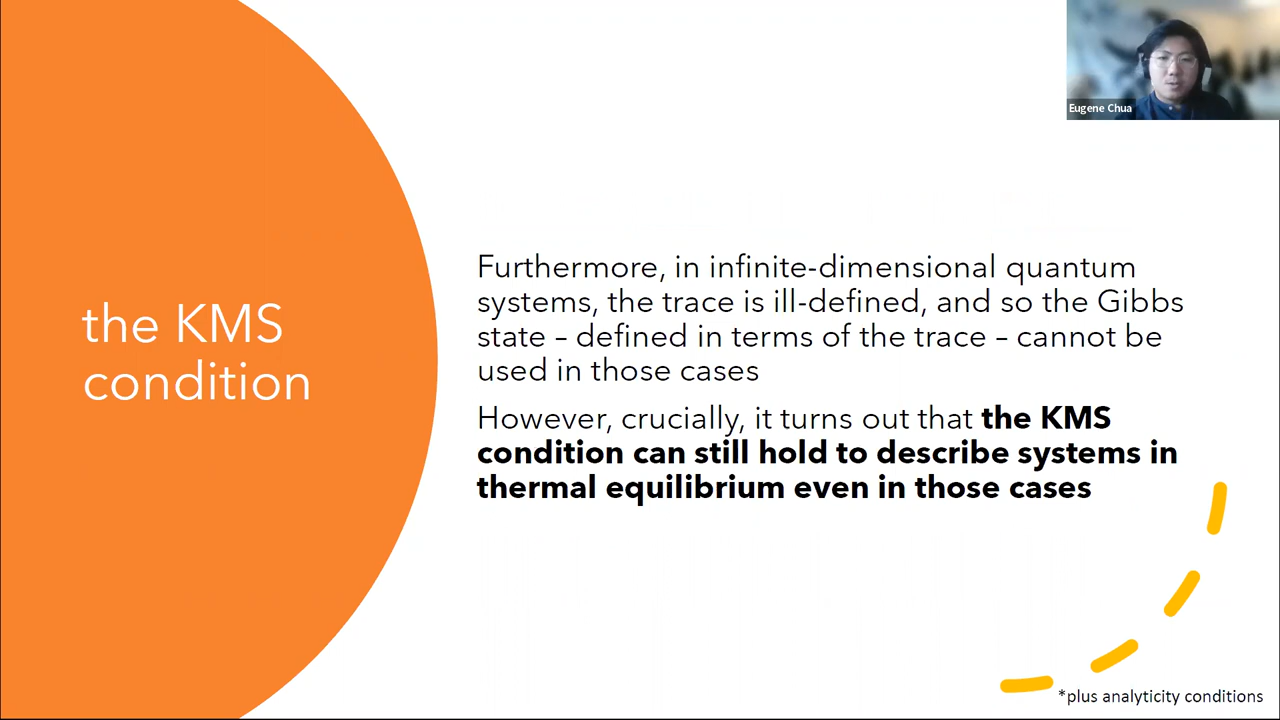 Eugene Chua
the KMS
condition
Furthermore, in infinite-dimensional quantum
systems, the trace is ill-defined, and so the Gibbs
state – defined in terms of the trace – cannot be
used in those cases
However, crucially, it turns out that the KMS
condition can still hold to describe systems in
thermal equilibrium even in those cases
*plus analyticity conditions